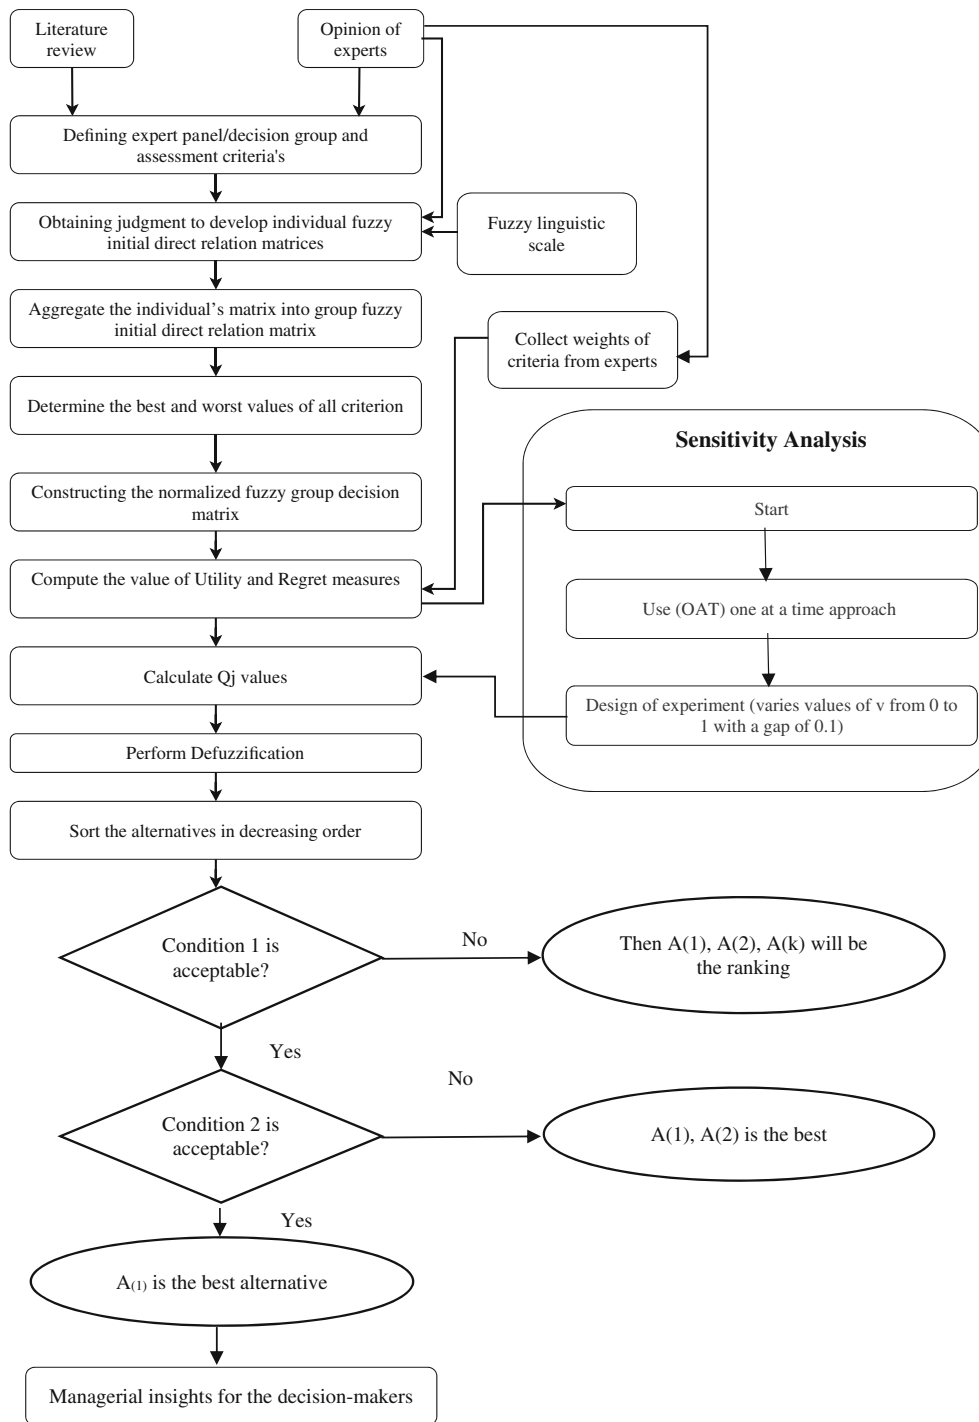 Literature
review
Opinion of
experts
Defining expert panel/decision group and
assessment criteria's
Obtaining judgment to develop individual fuzzy
initial direct relation matrices
Fuzzy linguistic
scale
Aggregate the individual’s matrix into group fuzzy
initial direct relation matrix
Collect weights of
criteria from experts
Determine the best and worst values of all criterion
Sensitivity Analysis
Constructing the normalized fuzzy group decision
matrix
Start
Compute the value of Utility and Regret measures
Use (OAT) one at a time approach
Calculate Qj values
Design of experiment (varies values of v from 0 to
1 with a gap of 0.1)
Perform Defuzzification
Sort the alternatives in decreasing order
Condition 1 is
acceptable?
No
Then A(1), A(2), A(k) will be
the ranking
Yes
Condition 2 is
acceptable?
No
A(1), A(2) is the best
Yes
A(1) is the best alternative
Managerial insights for the decision-makers